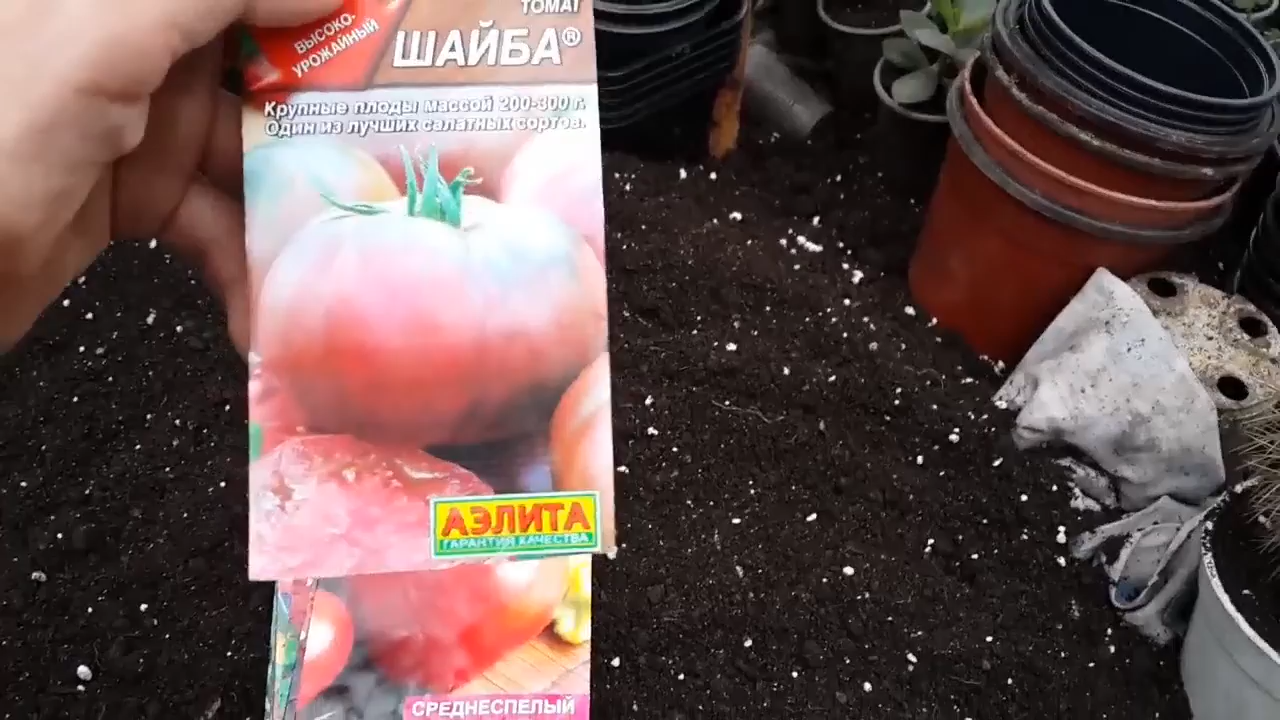 ТОМАТ
ВЫСОКО-
УРОЖАЙНЫЙ
ШАЙБА®
Крупные плоды массой 200-300 г.
Один из лучших салатных сортов.
АЭЛИТА
ГАРАНТИЯ КАЧЕСТВА
СРЕДНЕСПЕЛЫЙ